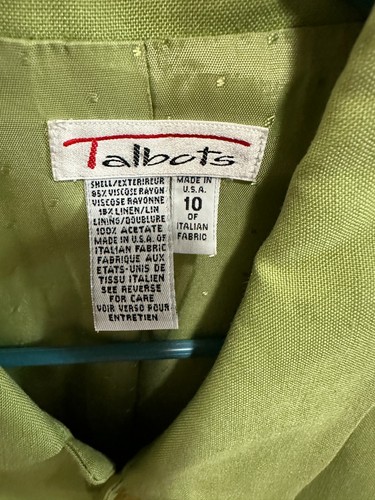 Talbots
SHELL/EXTERIEUR
85% VISCOSE RAYON
VISCOSE RAYONNE
15% LINEN/LIN
LINING/DOUBLURE
100% ACETATE
MADE IN U.S.A. OF
ITALIAN FABRIC
FABRIQUE AUX
ETATS-UNIS DE
TISSU ITALIEN
SEE REVERSE
FOR CARE
VOIR VERSO POUR
ENTRETIEN
MADE IN
U.S.A.
10
OF
ITALIAN
FABRIC